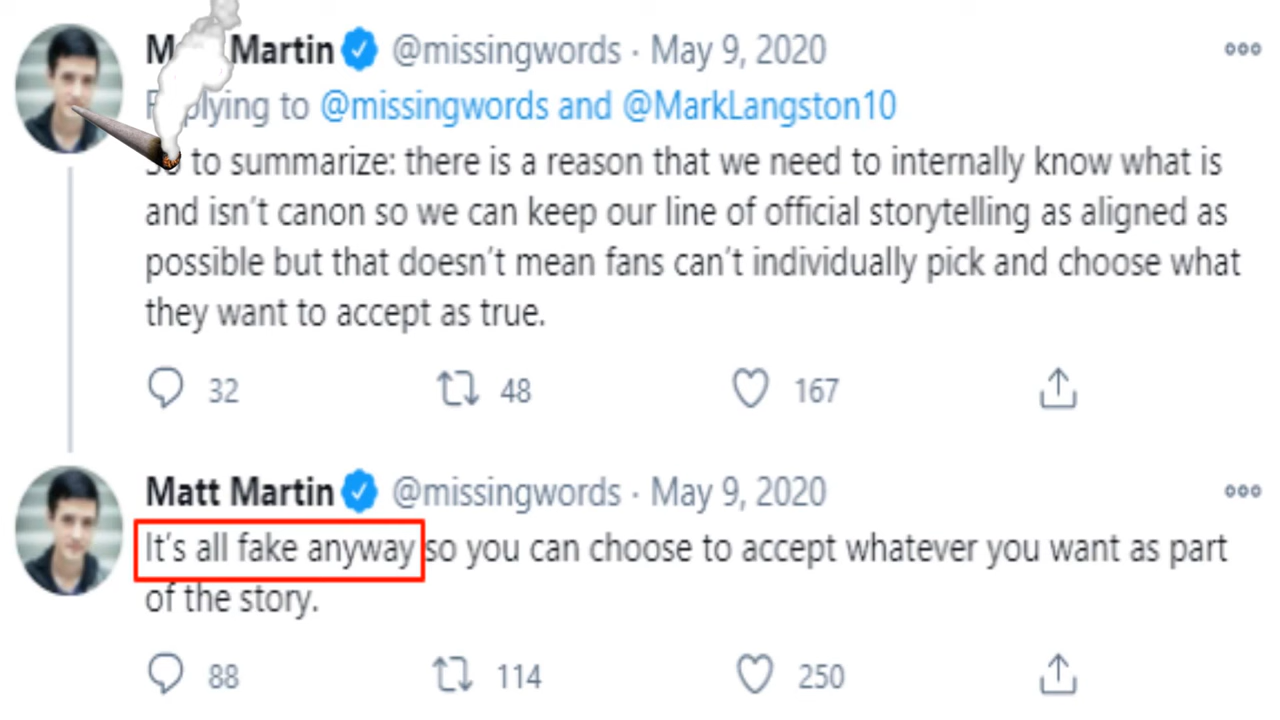 Martin @missingwords · May 9, 2020
to @missingwords and @MarkLangston10
to summarize: there is a reason that we need to internally know what is
and isn't canon so we can keep our line of official storytelling as aligned as
possible but that doesn't mean fans can't individually pick and choose what
they want to accept as true.
32 48 167
Matt Martin @missingwords · May 9, 2020
It's all fake anyway so you can choose to accept whatever you want as part
of the story.
88 114 250